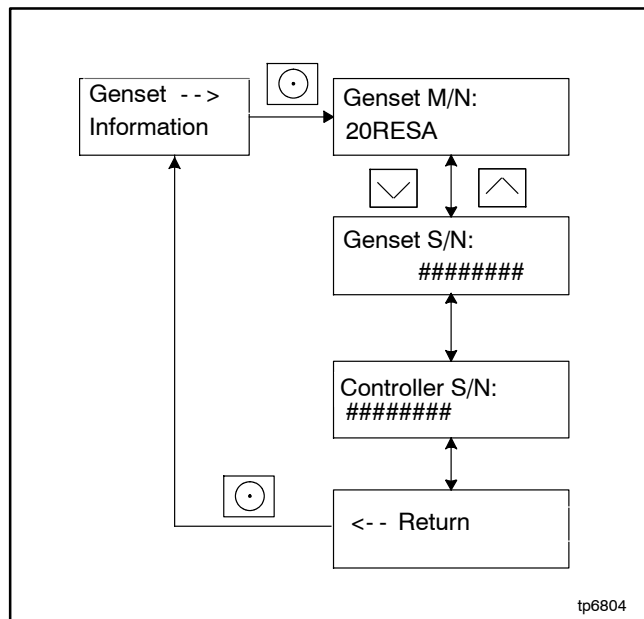 Genset -->
Information
Genset M/N:
20RESA
Genset S/N:
########
Controller S/N:
########
<-- Return
tp6804